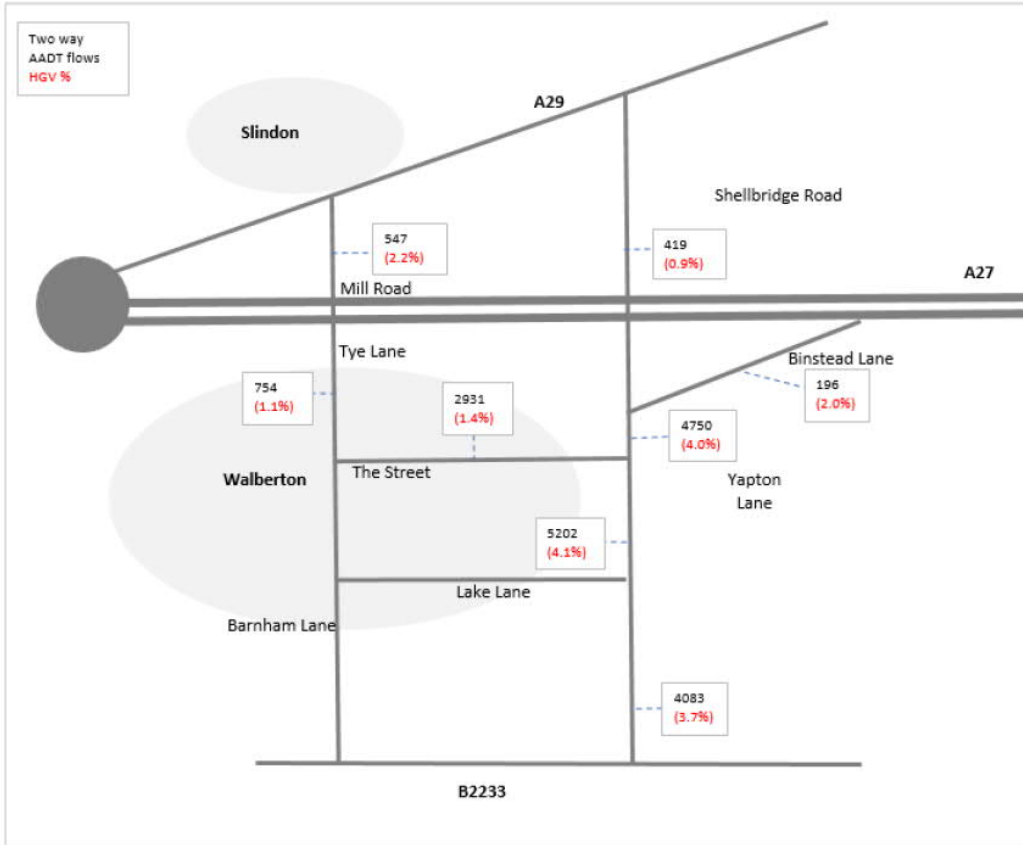 Two way
AADT flows
HGV %
A29
Slindon
Shellbridge Road
547
(2.2%)
419
(0.9%)
A27
Mill Road
Tye Lane
Binstead Lane
754
(1.1%)
2931
(1.4%)
196
(2.0%)
4750
(4.0%)
Walberton
The Street
Yapton
Lane
5202
(4.1%)
Lake Lane
Barnham Lane
4083
(3.7%)
B2233